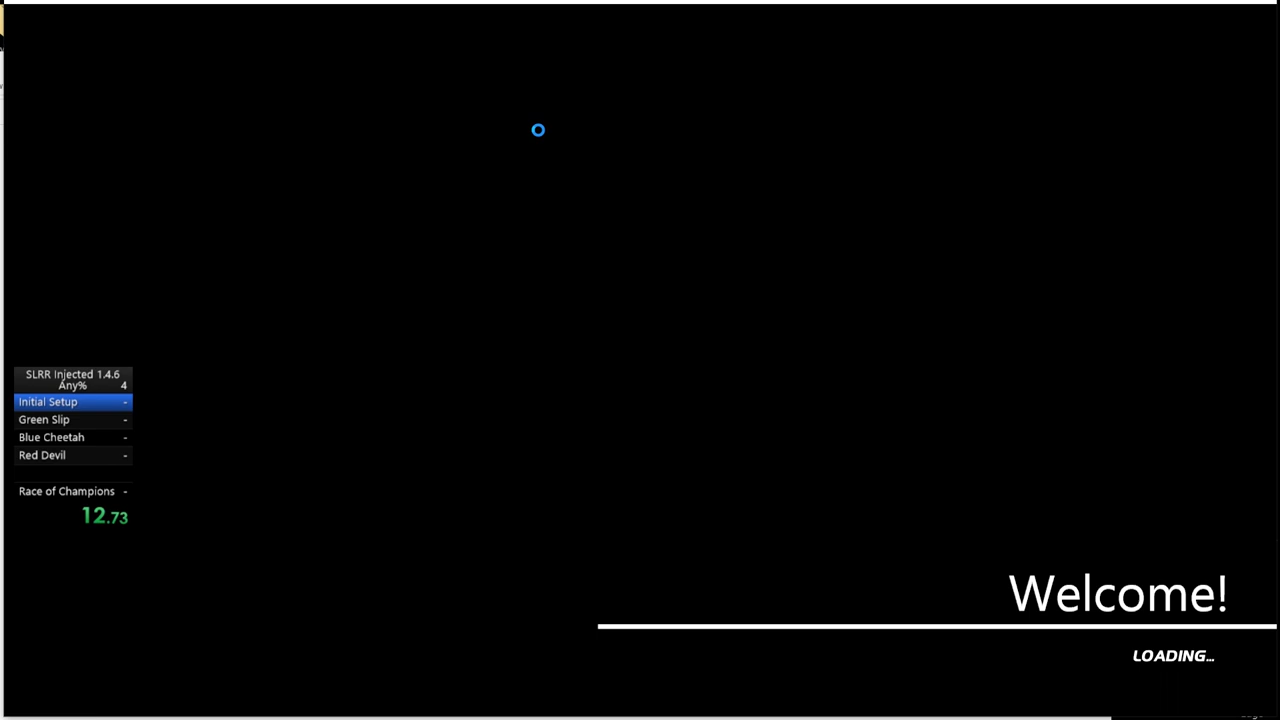 SLRR Injected 1.4.6
Any% 4
Initial Setup -
Green Slip -
Blue Cheetah -
Red Devil -
Race of Champions -
12.73
Welcome!
LOADING...